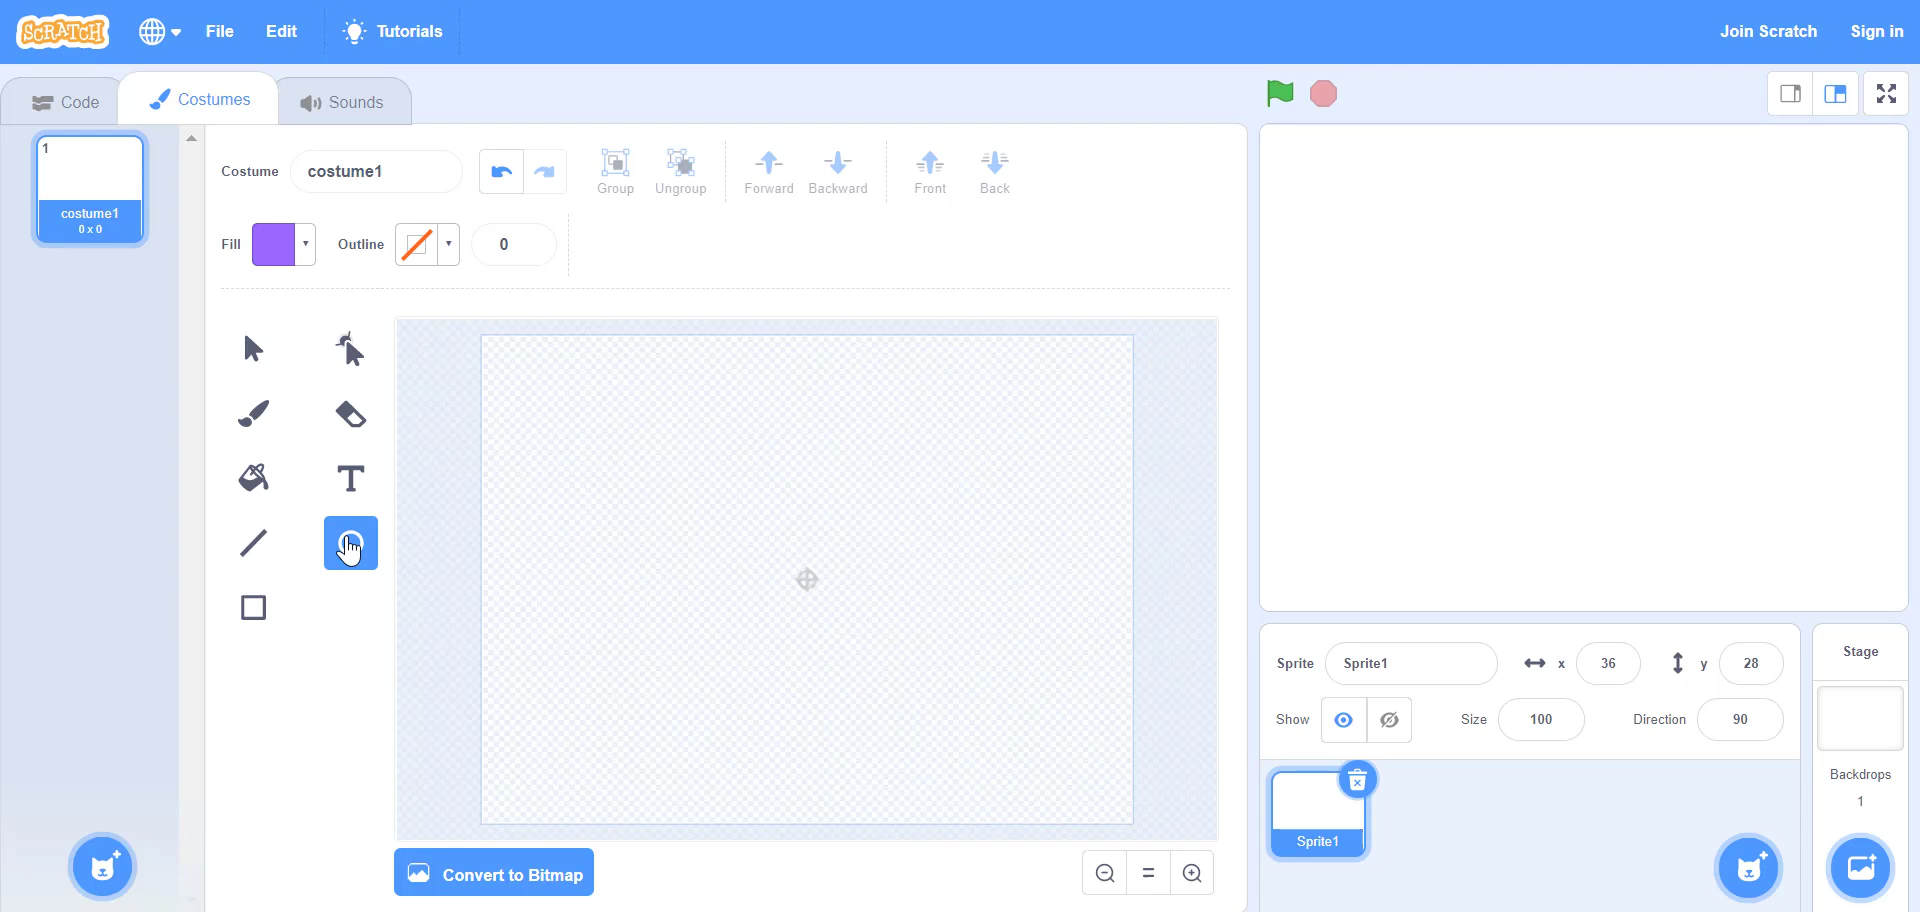 SCRATCH File Edit Tutorials Join Scratch Sign in
Code Costumes Sounds
1
costume1
0 x 0
Costume costume1 Group Ungroup Forward Backward Front Back
Fill Outline 0
T
Convert to Bitmap =
Sprite Sprite1 x 36 y 28
Show Size 100 Direction 90
Sprite1
Stage
Backdrops
1